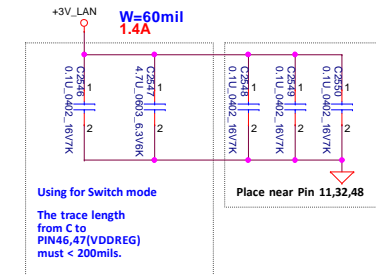 +3V_LAN
W=60mil
1.4A
C2546
0.1U_0402_16V7K
1
2
C2547
4.7U_0603_6.3V6K
1
2
C2548
0.1U_0402_16V7K
1
2
C2549
0.1U_0402_16V7K
1
2
C2550
0.1U_0402_16V7K
1
2
Using for Switch mode
The trace length
from C to
PIN46,47(VDDREG)
must < 200mils.
Place near Pin 11,32,48